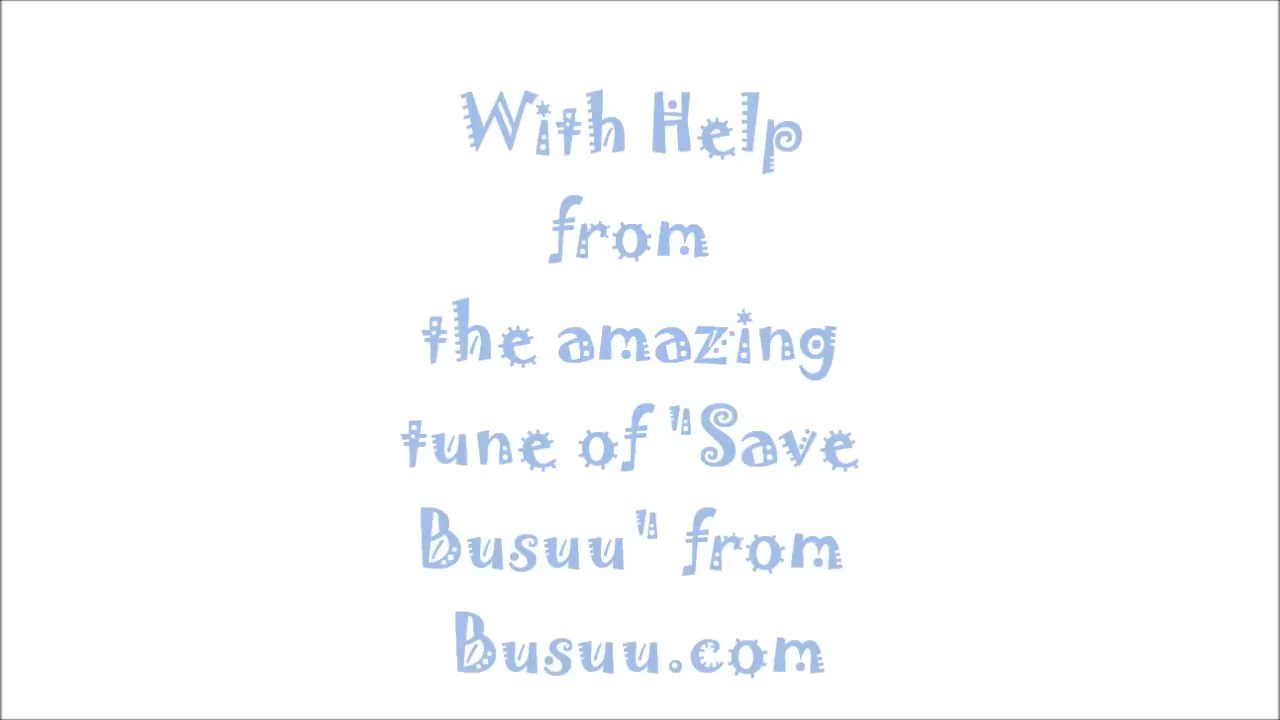 With Help
from
the amazing
tune of "Save
Busuu" from
Busuu.com